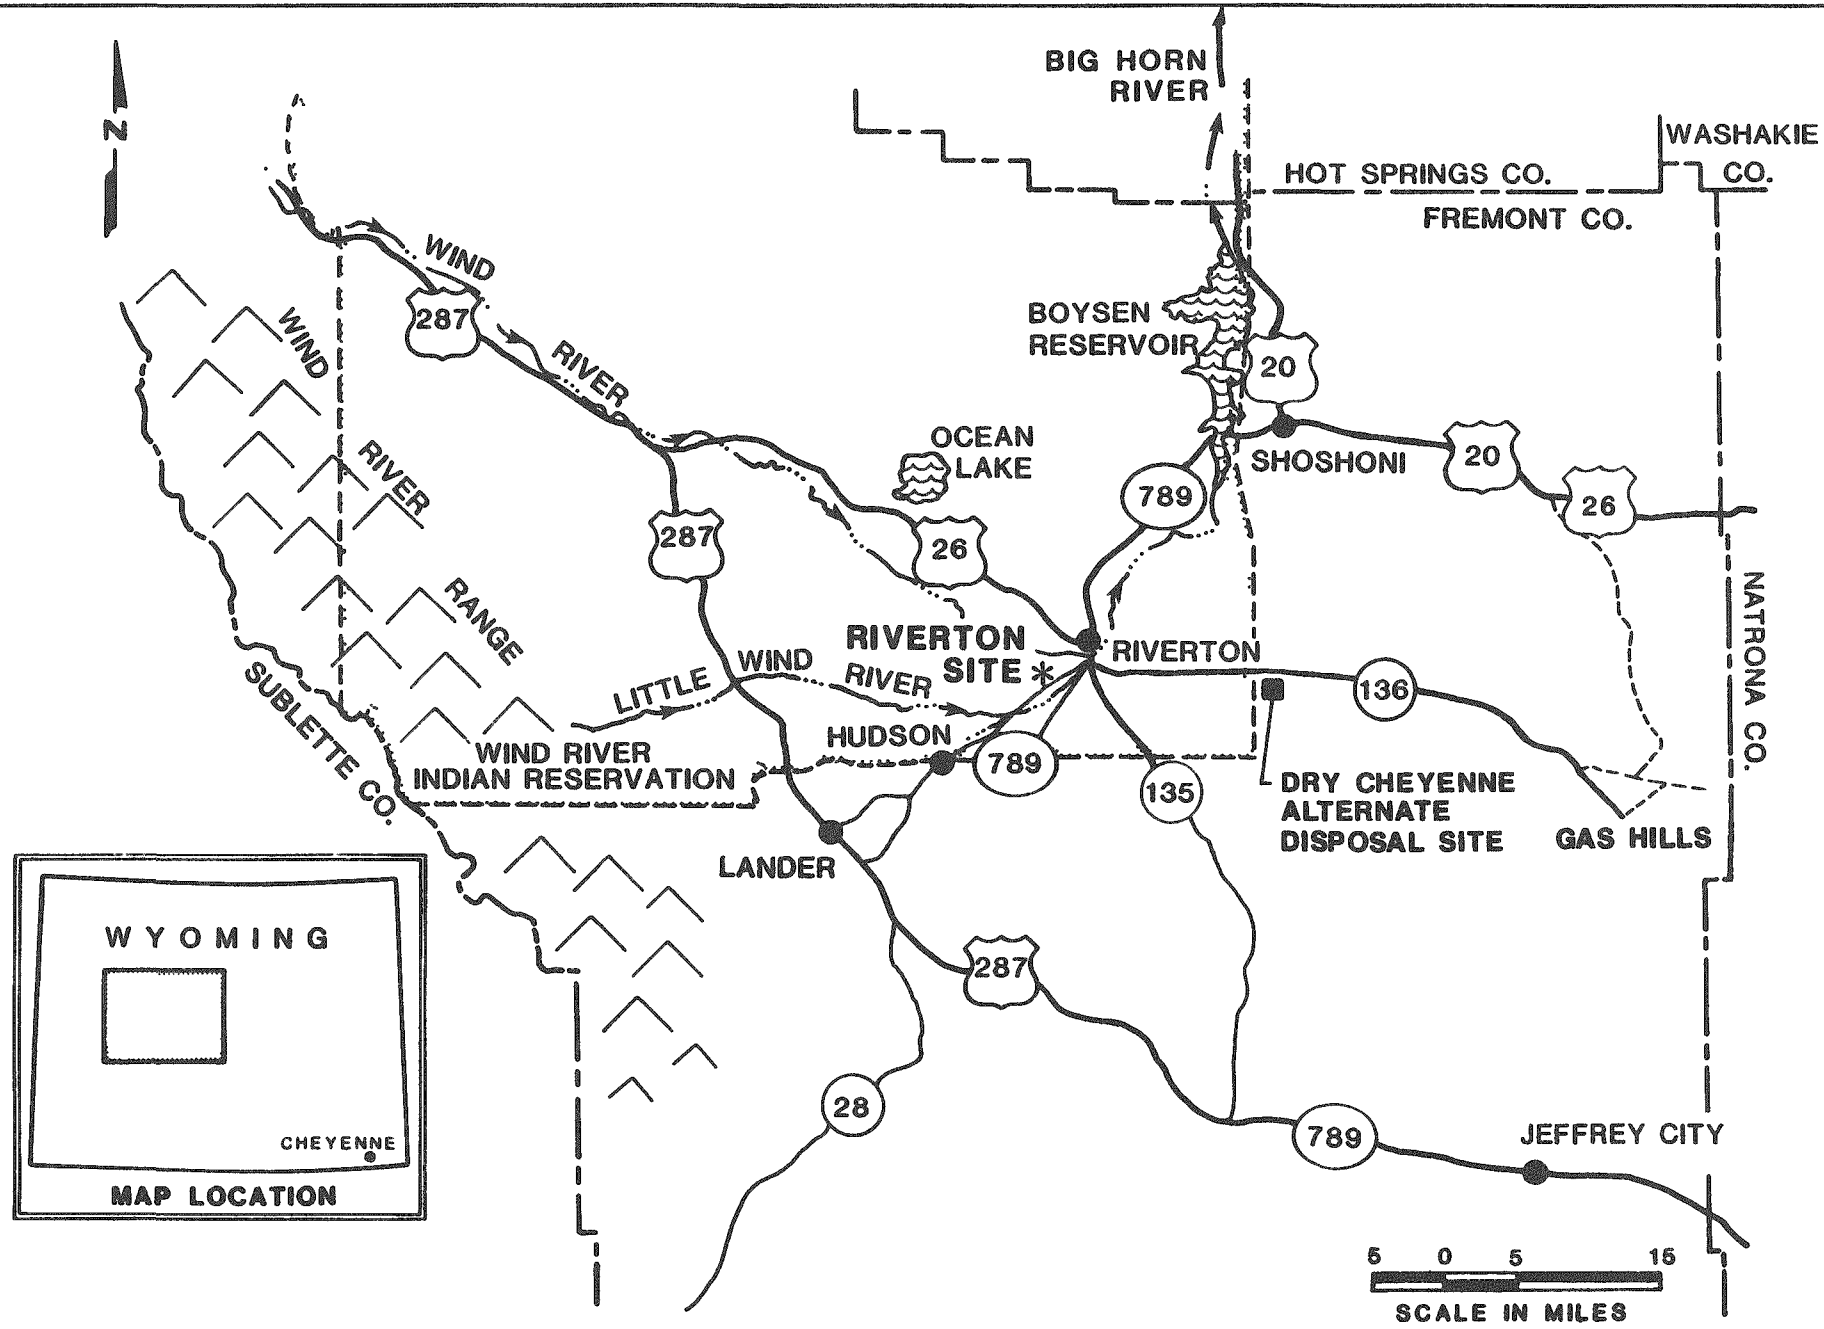 BIG HORN
RIVER
N
WASHAKIE
CO.
HOT SPRINGS CO.
FREMONT CO.
WIND
RIVER
287
WIND
RIVER
RANGE
BOYSEN
RESERVOIR
20
OCEAN
LAKE
SHOSHONI
20
26
789
287
26
NATRONA CO.
RIVERTON
SITE *
RIVERTON
136
LITTLE
WIND
RIVER
SUBLETTE CO.
HUDSON
789
WIND RIVER
INDIAN RESERVATION
135
DRY CHEYENNE
ALTERNATE
DISPOSAL SITE
GAS HILLS
LANDER
287
28
789
JEFFREY CITY
WYOMING
CHEYENNE
MAP LOCATION
5 0 5 15
SCALE IN MILES